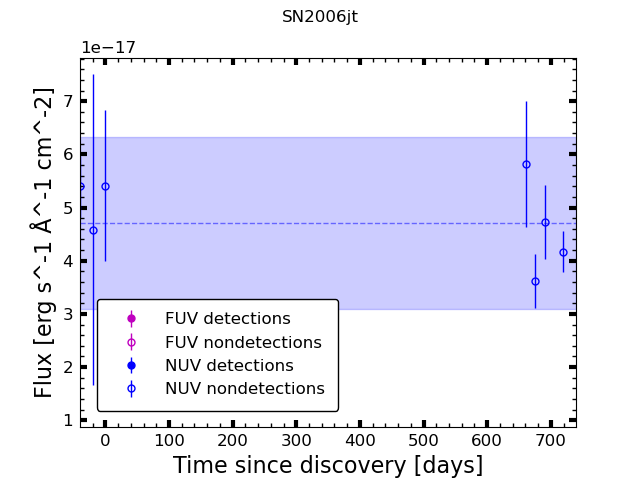 SN2006jt
1e−17
Flux [erg s^-1 Å^-1 cm^-2]
7
6
5
4
3
2
1
FUV detections
FUV nondetections
NUV detections
NUV nondetections
0 100 200 300 400 500 600 700
Time since discovery [days]